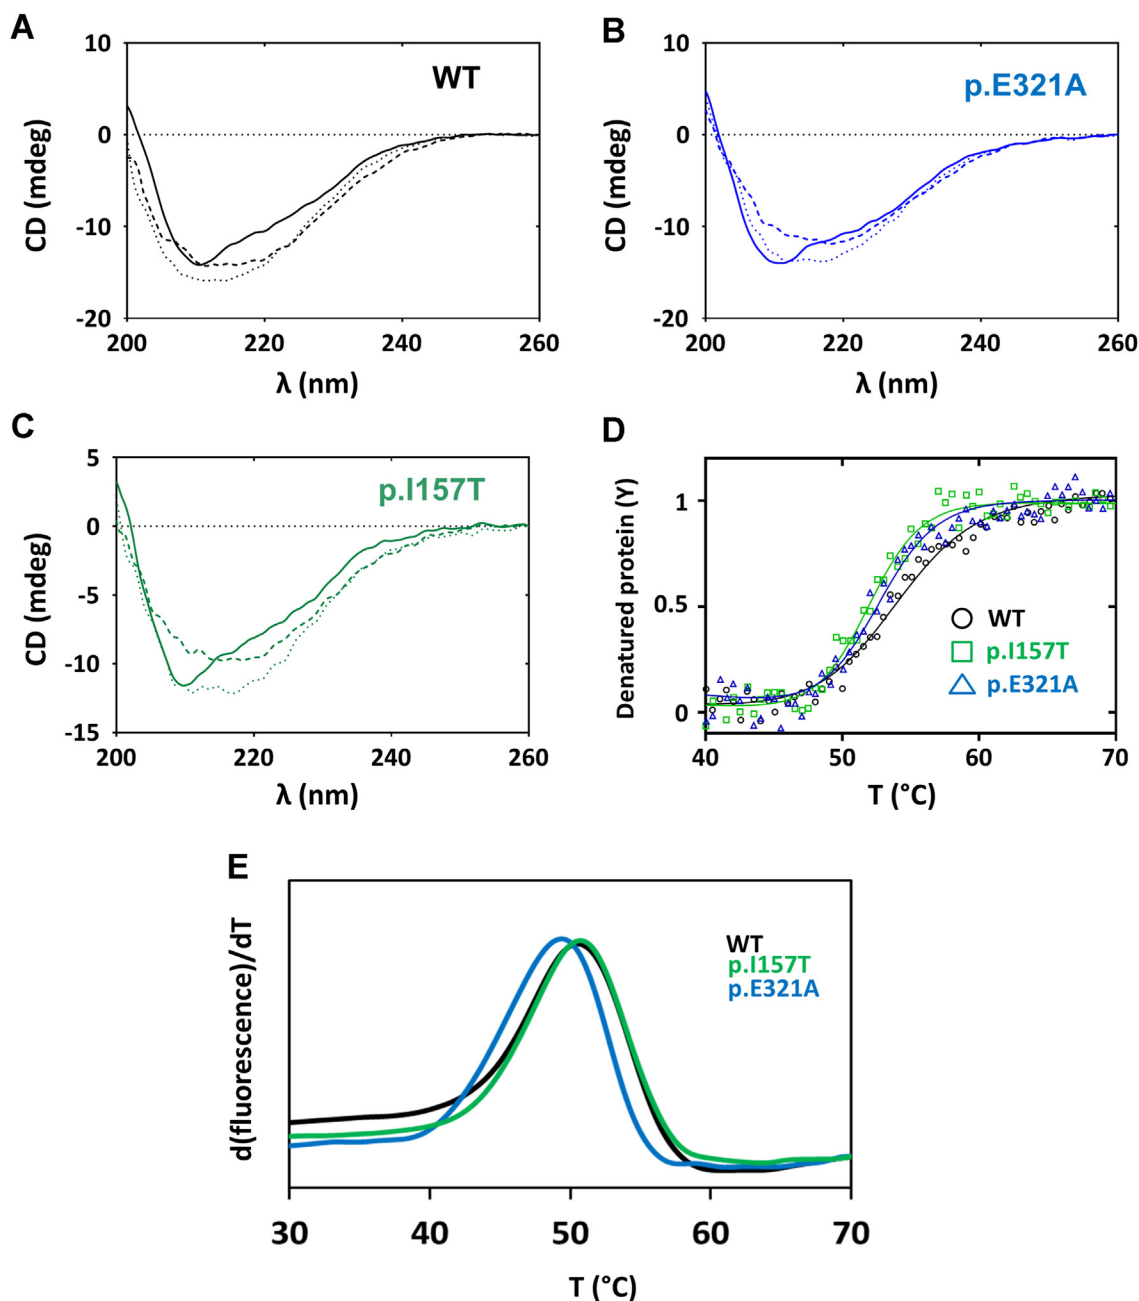 A
10
0
-10
-20
CD (mdeg)
WT
200
220
240
260
λ (nm)
B
10
0
-10
-20
CD (mdeg)
p.E321A
200
220
240
260
λ (nm)
C
5
0
-5
-10
-15
CD (mdeg)
p.I157T
200
220
240
260
λ (nm)
D
1
0.5
0
Denatured protein (Y)
WT
p.I157T
p.E321A
40
50
60
70
T (°C)
E
d(fluorescence)/dT
WT
p.I157T
p.E321A
30
40
50
60
70
T (°C)